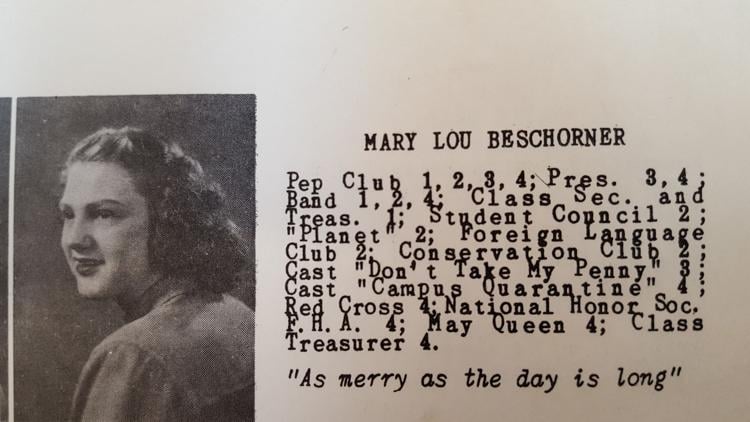 MARY LOU BESCHORNER
Pep Club 1, 2, 3, 4; Pres. 3, 4;
Band 1, 2, 4; Class Sec. and
Treas. 1; Student Council 2;
"Planet" 2; Foreign Language
Club 2; Conservation Club 2;
Cast "Don't Take My Penny" 3;
Cast "Campus Quarantine" 4;
Red Cross 4; National Honor Soc.
F.H.A. 4; May Queen 4; Class
Treasurer 4.
"As merry as the day is long"